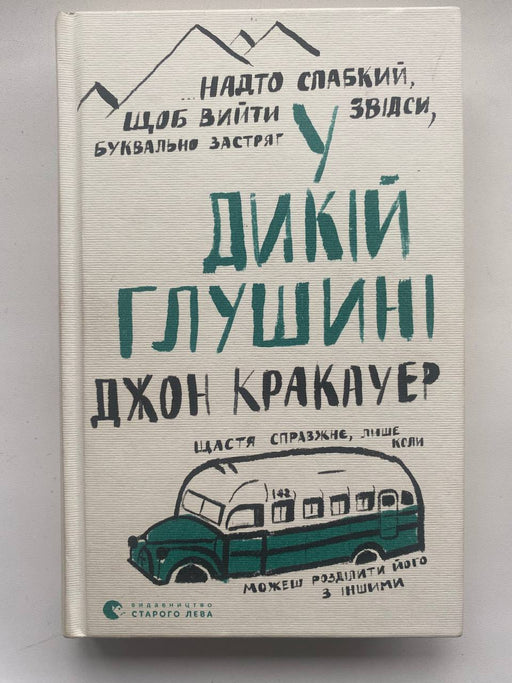 НАДТО СЛАБКИЙ,
ЩОБ ВИЙТИ ЗВІДСИ,
БУКВАЛЬНО ЗАСТРЯГ
У
ДИКІЙ
ГЛУШИНІ
ДЖОН КРАКАУЕР
ЩАСТЯ СПРАВЖНЄ, ЛИШЕ
КОЛИ
142
МОЖЕШ РОЗДІЛИТИ ЙОГО
З ІНШИМИ
ВИДАВНИЦТВО
СТАРОГО ЛЕВА